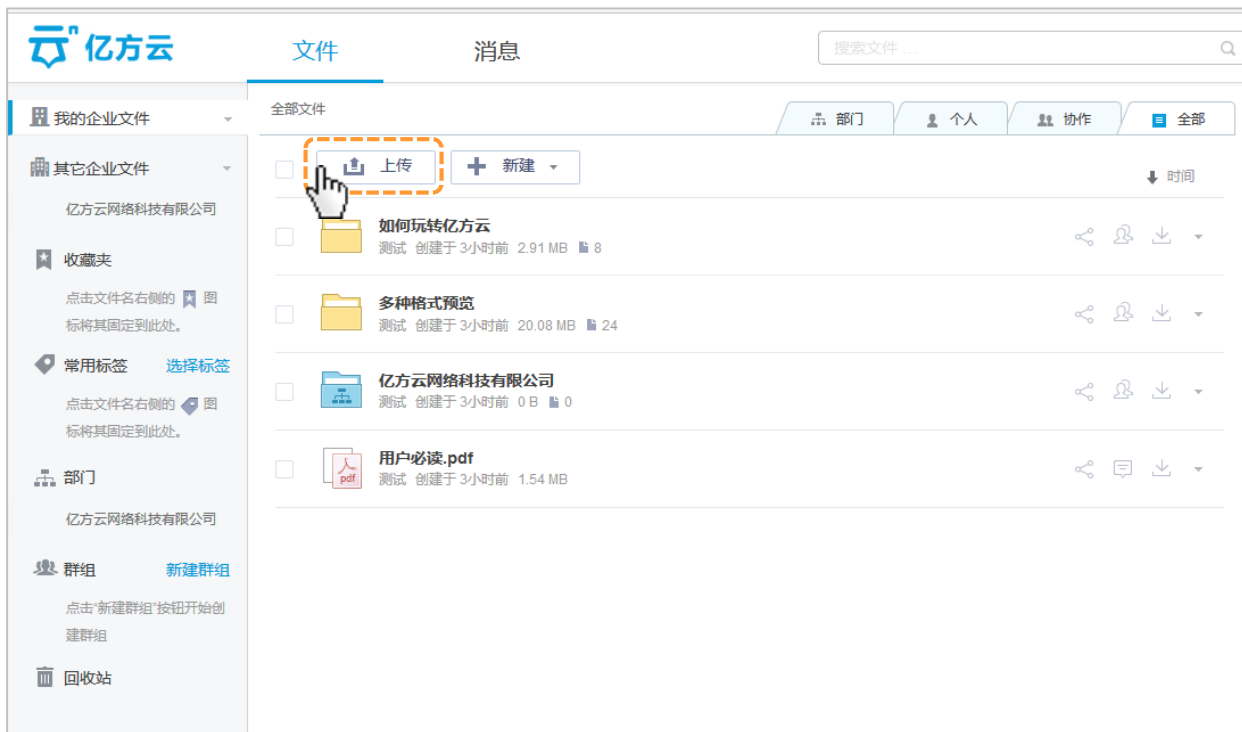 亿方云
文件
消息
搜索文件 ...
我的企业文件
全部文件
部门
个人
协作
全部
其它企业文件
上传
新建
时间
亿方云网络科技有限公司
如何玩转亿方云
测试 创建于 3小时前 2.91 MB 8
收藏夹
点击文件名右侧的 图
标将其固定到此处。
多种格式预览
测试 创建于 3小时前 20.08 MB 24
常用标签 选择标签
点击文件名右侧的 图
标将其固定到此处。
亿方云网络科技有限公司
测试 创建于 3小时前 0 B 0
部门
亿方云网络科技有限公司
pdf
用户必读.pdf
测试 创建于 3小时前 1.54 MB
群组 新建群组
点击“新建群组”按钮开始创
建群组
回收站